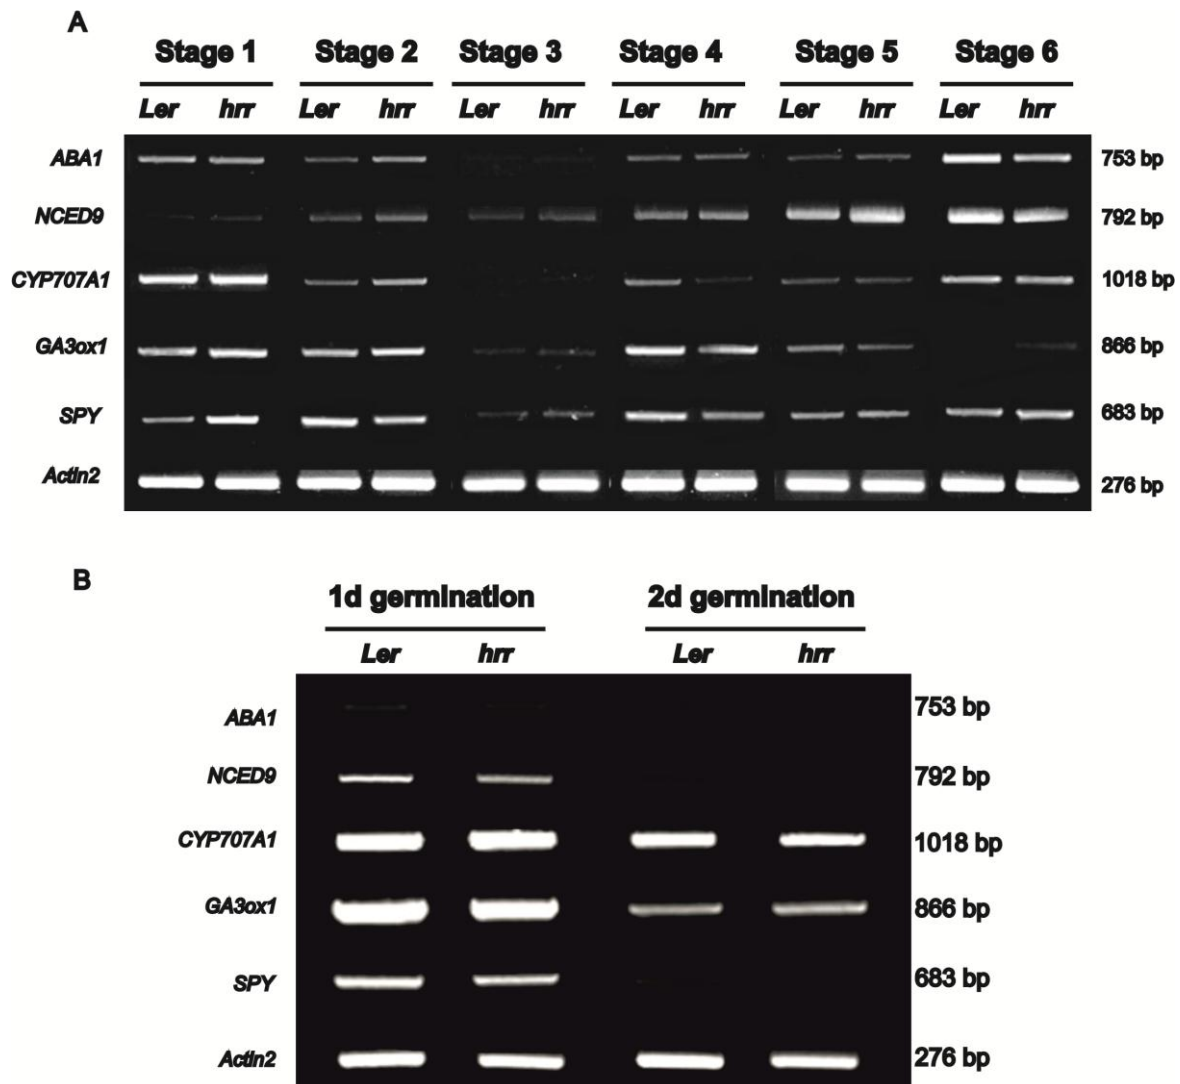 A
Stage 1 Stage 2 Stage 3 Stage 4 Stage 5 Stage 6
Ler hrr Ler hrr Ler hrr Ler hrr Ler hrr Ler hrr
ABA1 753 bp
NCED9 792 bp
CYP707A1 1018 bp
GA3ox1 866 bp
SPY 683 bp
Actin2 276 bp
B
1d germination 2d germination
Ler hrr Ler hrr
ABA1 753 bp
NCED9 792 bp
CYP707A1 1018 bp
GA3ox1 866 bp
SPY 683 bp
Actin2 276 bp